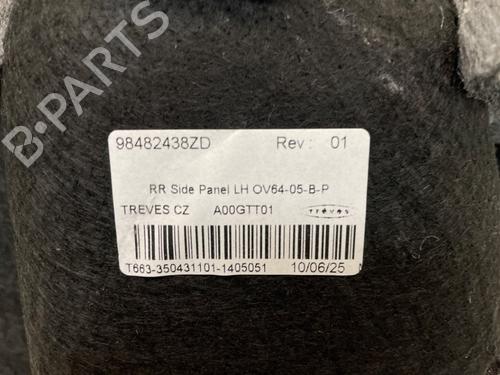 98482438ZD Rev: 01
RR Side Panel LH OV64-05-B-P
TREVES CZ A00GTT01 treves
T663-350431101-1405051 10/06/25
B-PARTS